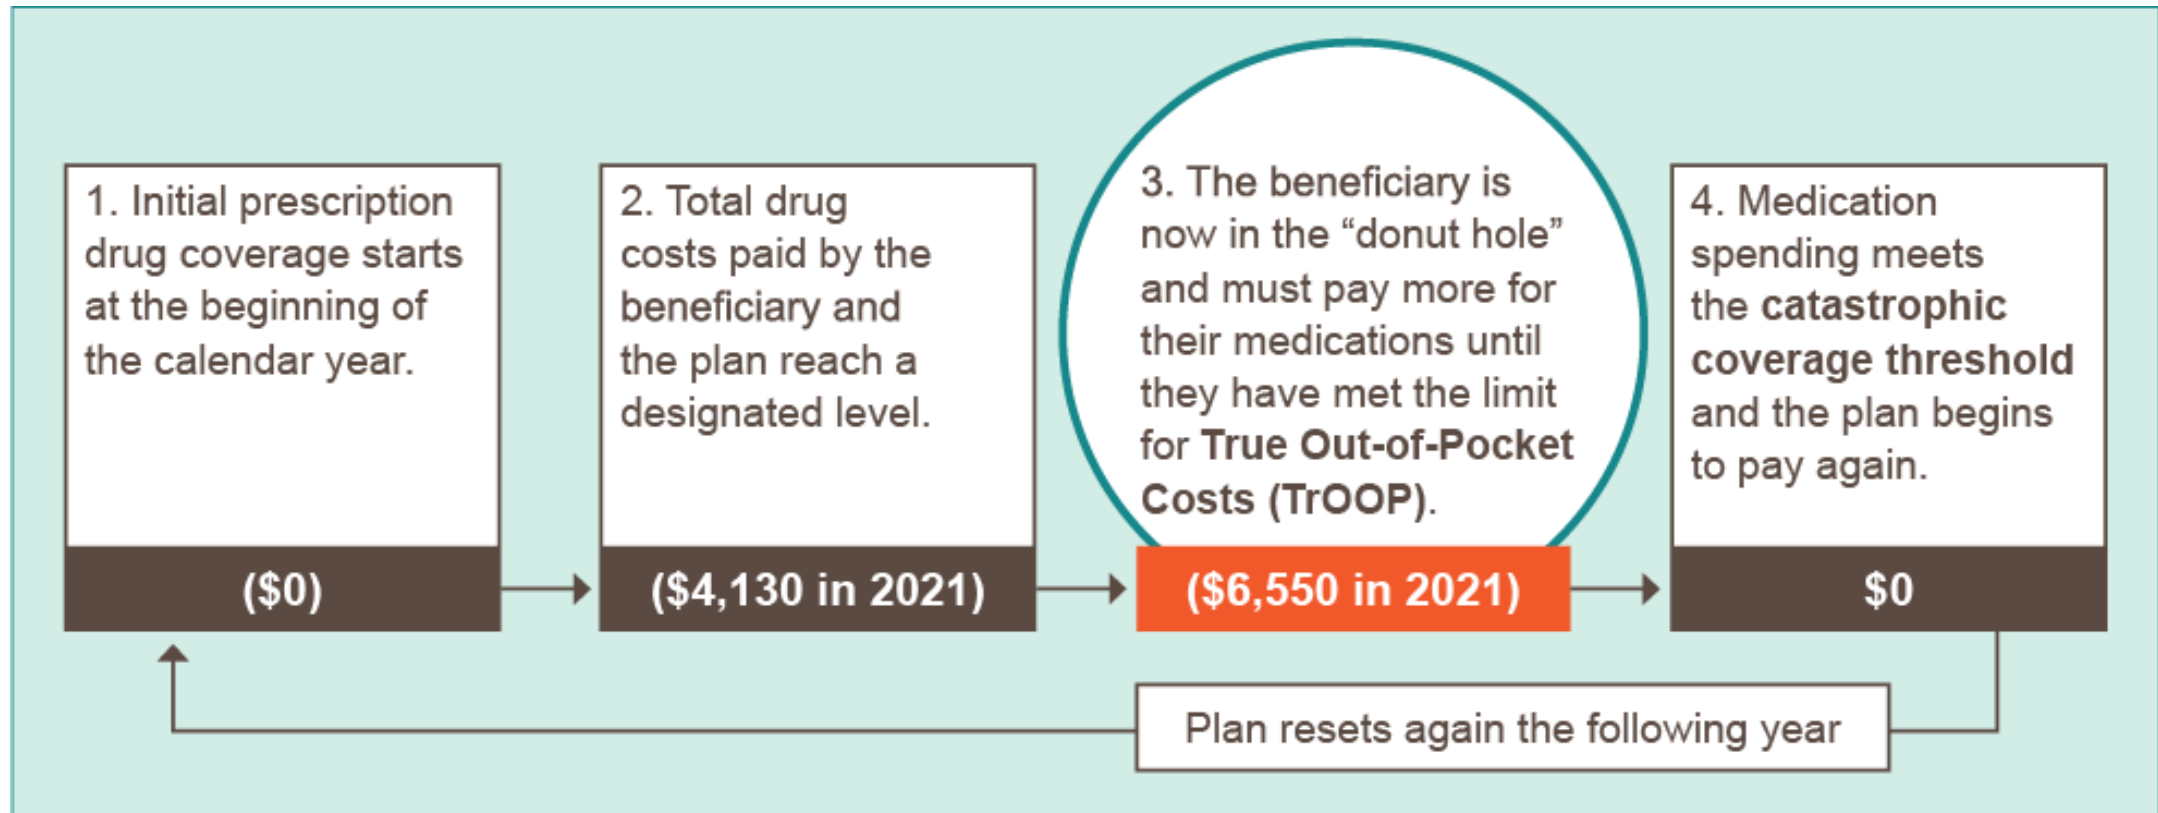 1. Initial prescription
drug coverage starts
at the beginning of
the calendar year.
($0)
2. Total drug
costs paid by the
beneficiary and
the plan reach a
designated level.
($4,130 in 2021)
3. The beneficiary is
now in the “donut hole”
and must pay more for
their medications until
they have met the limit
for True Out-of-Pocket
Costs (TrOOP).
($6,550 in 2021)
4. Medication
spending meets
the catastrophic
coverage threshold
and the plan begins
to pay again.
$0
Plan resets again the following year